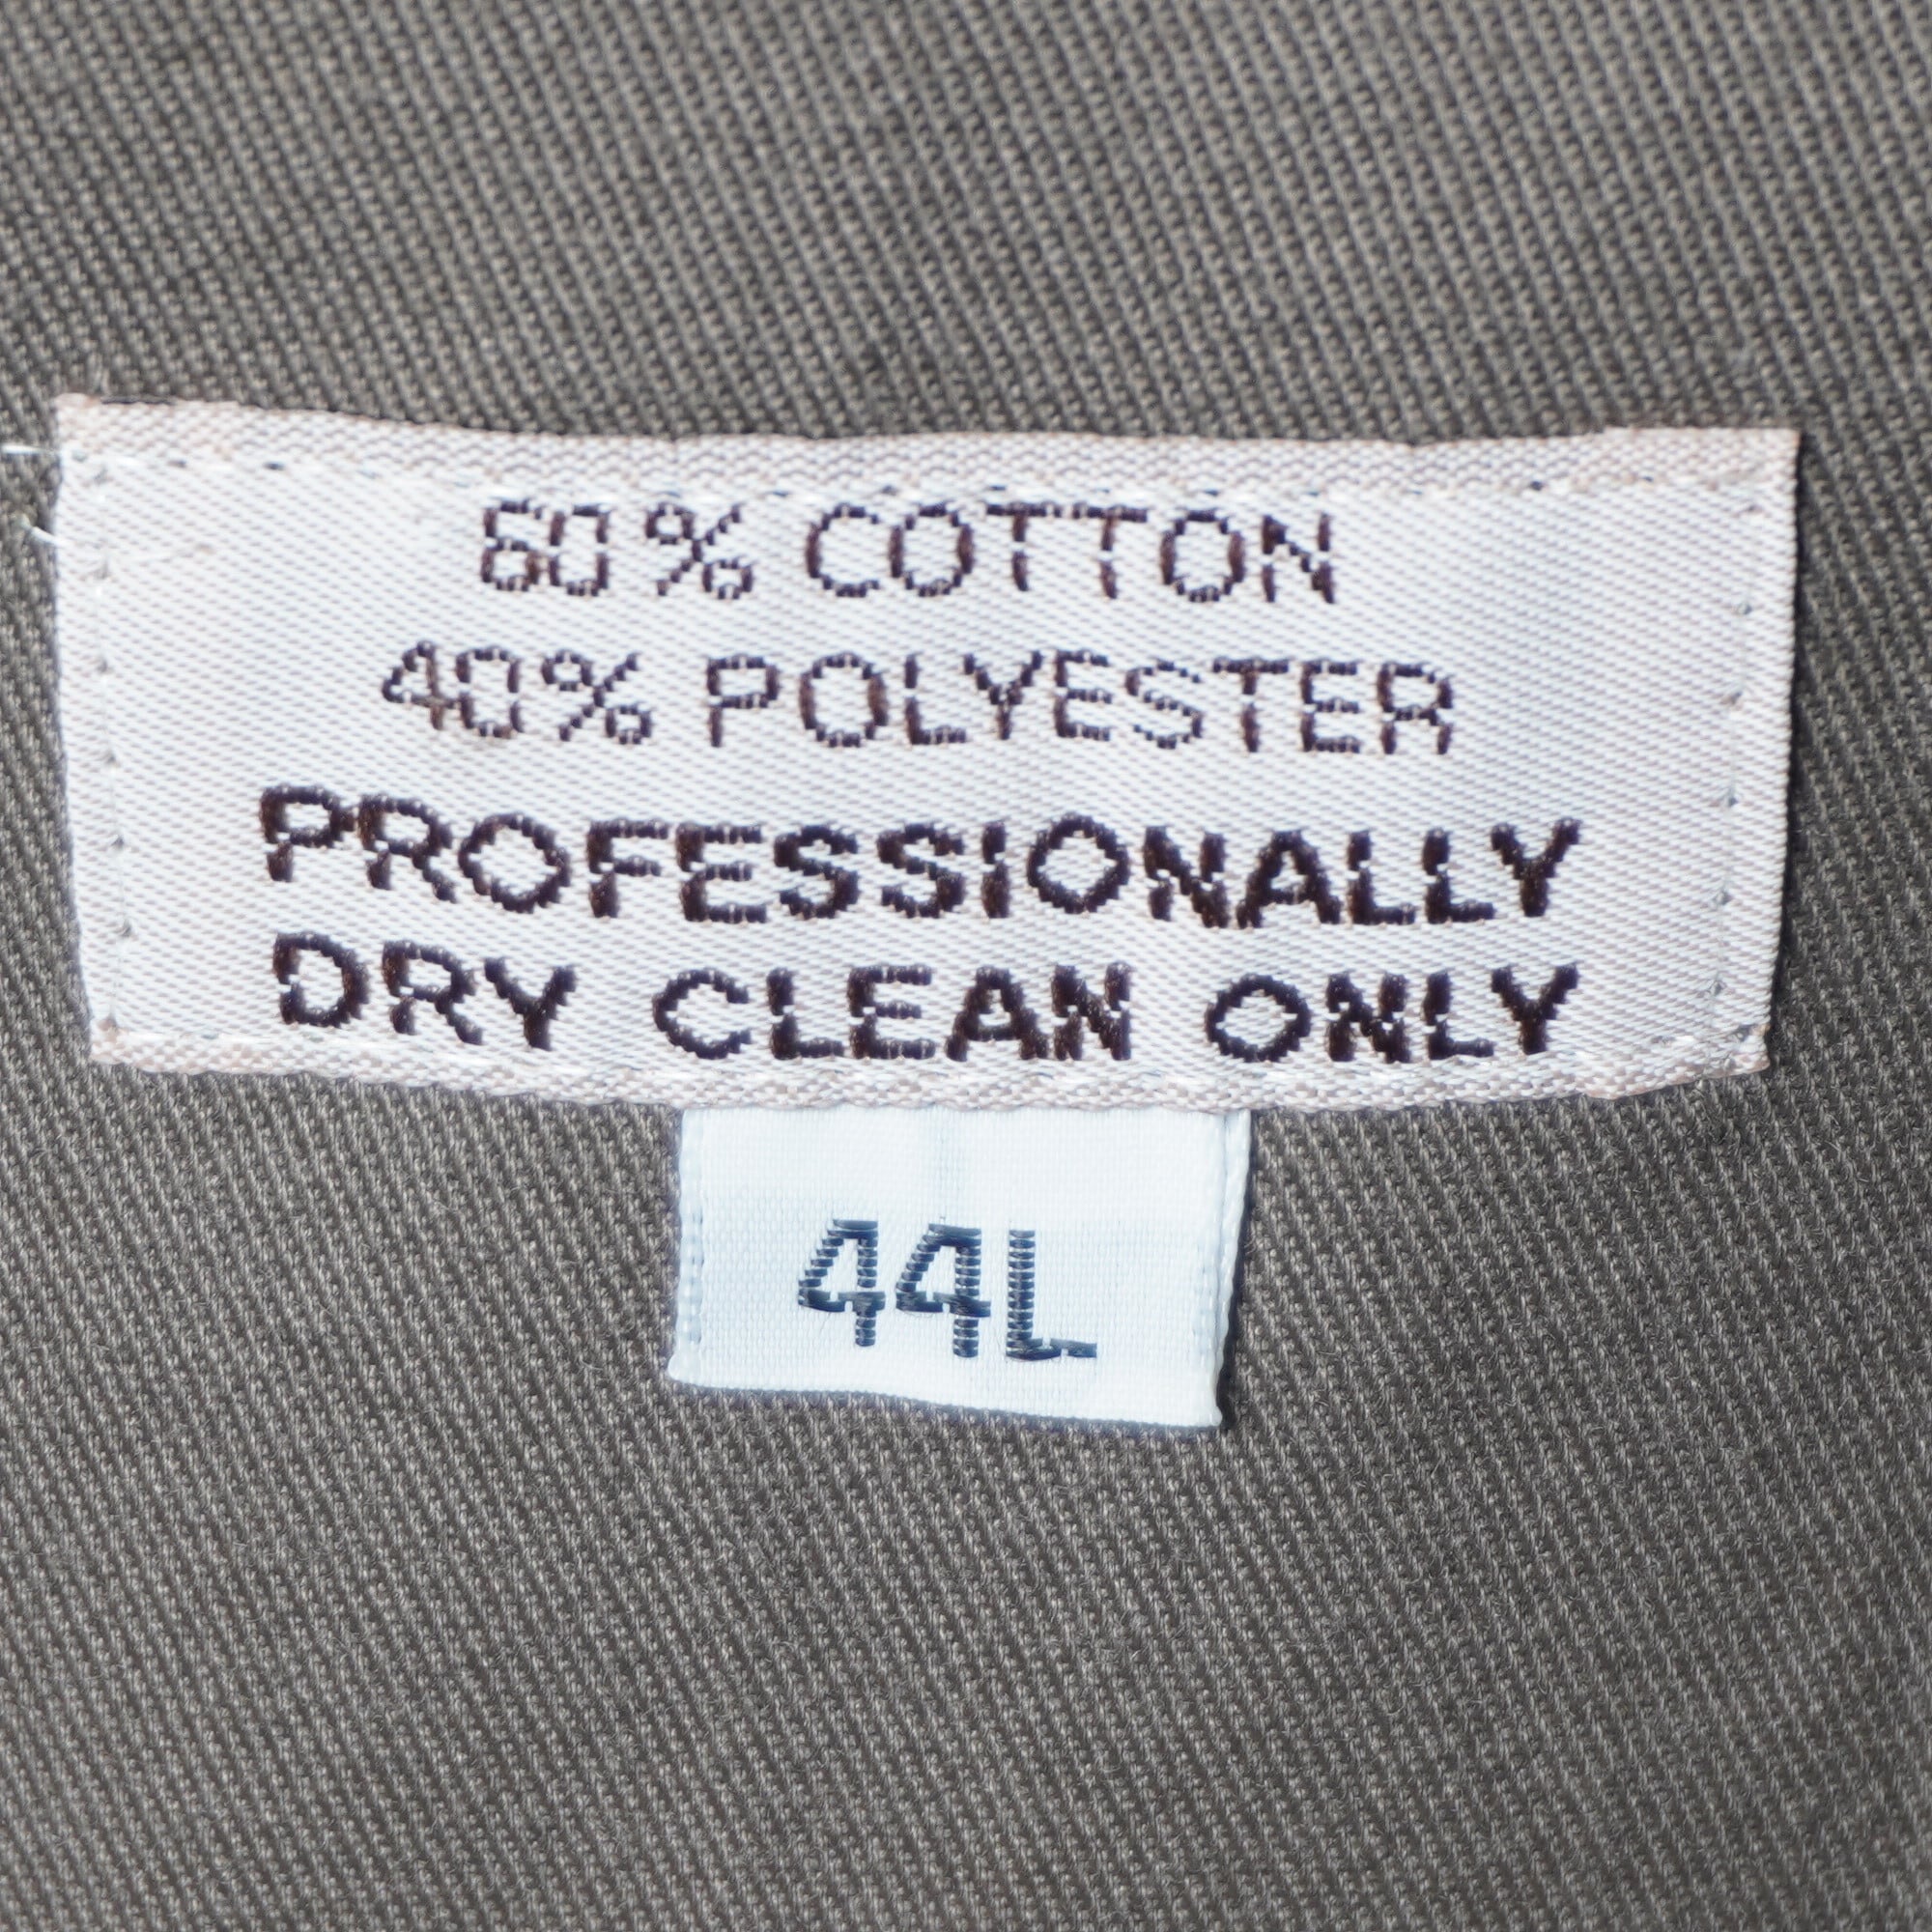 60% COTTON
40% POLYESTER
PROFESSIONALLY
DRY CLEAN ONLY
44L